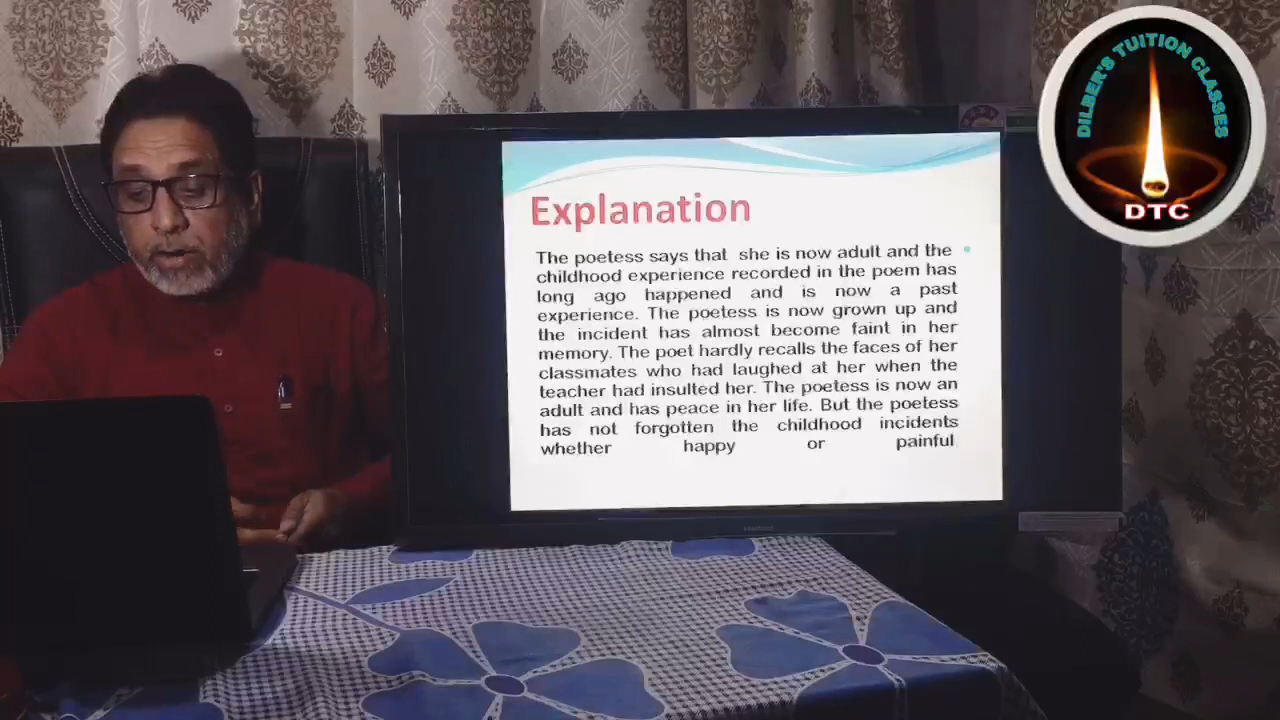 Explanation
The poetess says that she is now adult and the
childhood experience recorded in the poem has
long ago happened and is now a past
experience. The poetess is now grown up and
the incident has almost become faint in her
memory. The poet hardly recalls the faces of her
classmates who had laughed at her when the
teacher had insulted her. The poetess is now an
adult and has peace in her life. But the poetess
has not forgotten the childhood incidents
whether happy or painful
DILBER'S TUITION CLASSES
DTC